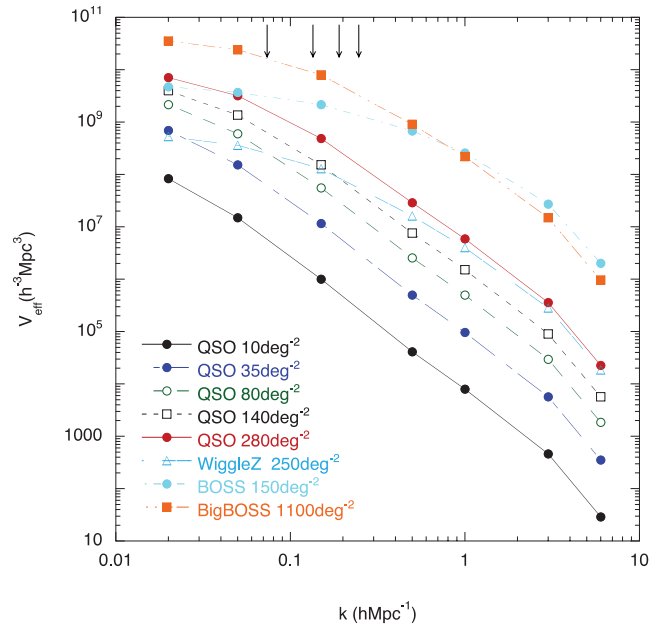 10¹¹
10⁹
10⁷
10⁵
1000
10
V_eff (h⁻³Mpc³)
QSO 10deg⁻²
QSO 35deg⁻²
QSO 80deg⁻²
QSO 140deg⁻²
QSO 280deg⁻²
WiggleZ 250deg⁻²
BOSS 150deg⁻²
BigBOSS 1100deg⁻²
0.01 0.1 1 10
k (hMpc⁻¹)